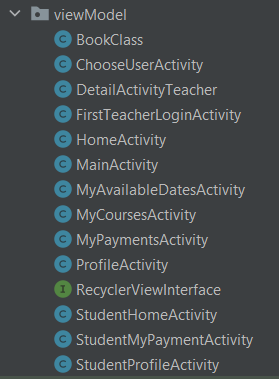 viewModel
C BookClass
C ChooseUserActivity
C DetailActivityTeacher
C FirstTeacherLoginActivity
C HomeActivity
C MainActivity
C MyAvailableDatesActivity
C MyCoursesActivity
C MyPaymentsActivity
C ProfileActivity
I RecyclerViewInterface
C StudentHomeActivity
C StudentMyPaymentActivity
C StudentProfileActivity